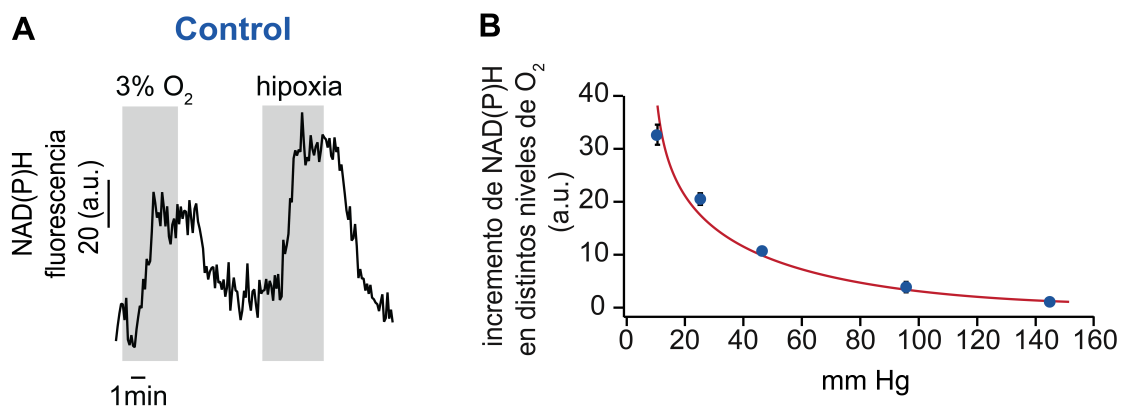 A
Control
3% O₂
hipoxia
NAD(P)H
fluorescencia
20 (a.u.)
1min
B
incremento de NAD(P)H
en distintos niveles de O₂
(a.u.)
40
30
20
10
0
0 20 40 60 80 100 120 140 160
mm Hg